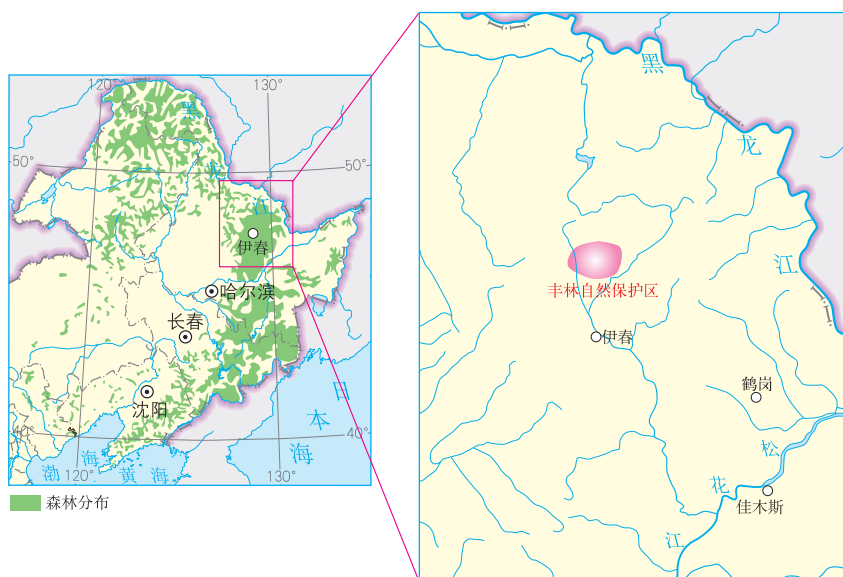 120°
130°
50°
50°
黑
龙
江
伊春
哈尔滨
长春
沈阳
日
本
海
40°
40°
渤海
120°
黄海
130°
森林分布
黑
龙
江
丰林自然保护区
伊春
鹤岗
松
花
江
佳木斯